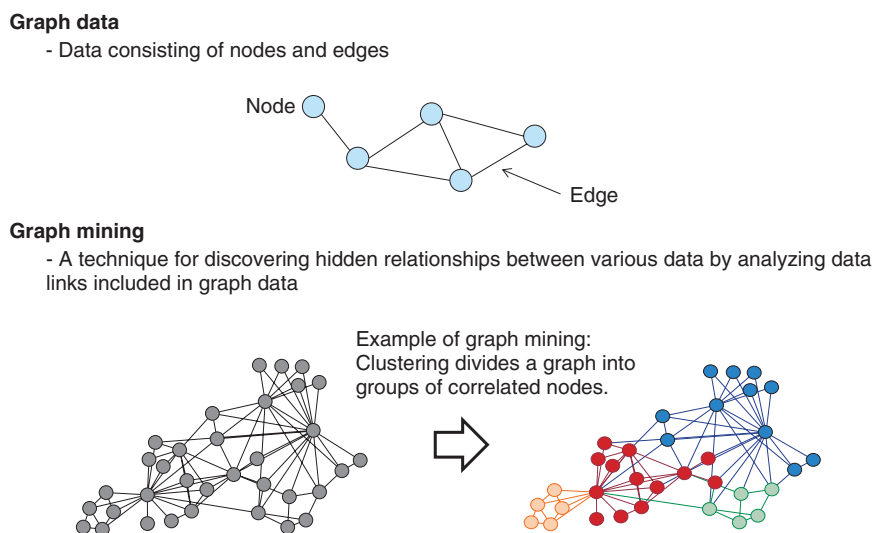 Graph data
- Data consisting of nodes and edges
Node
Edge
Graph mining
- A technique for discovering hidden relationships between various data by analyzing data
links included in graph data
Example of graph mining:
Clustering divides a graph into
groups of correlated nodes.